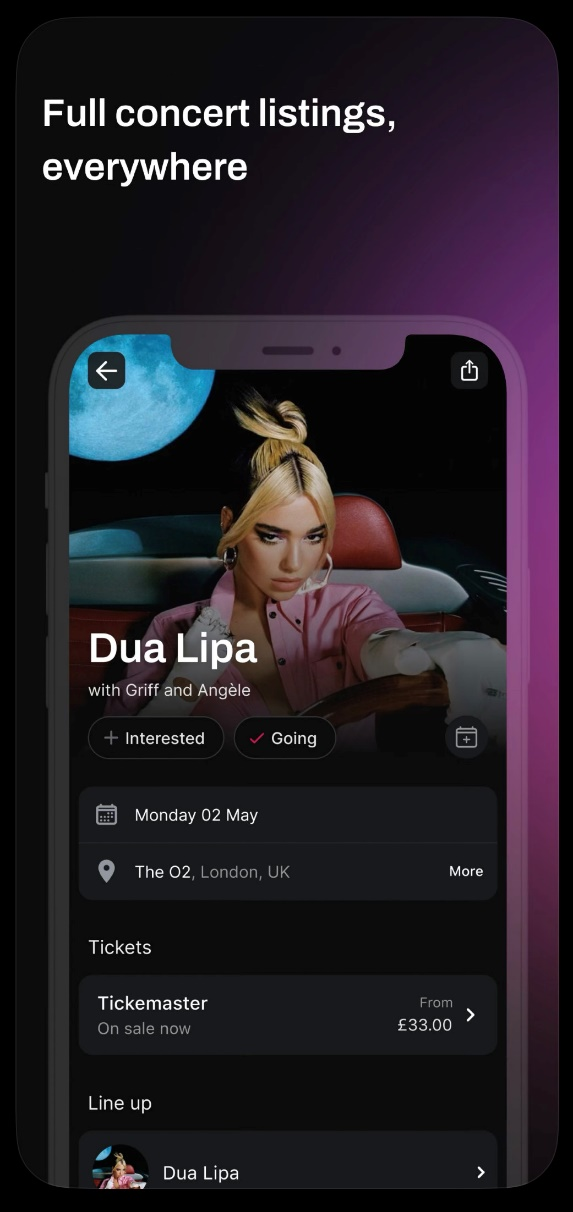 Full concert listings,
everywhere
Dua Lipa
with Griff and Angèle
Interested
Going
Monday 02 May
The O2, London, UK
More
Tickets
Tickemaster
From
On sale now
£33.00
Line up
Dua Lipa